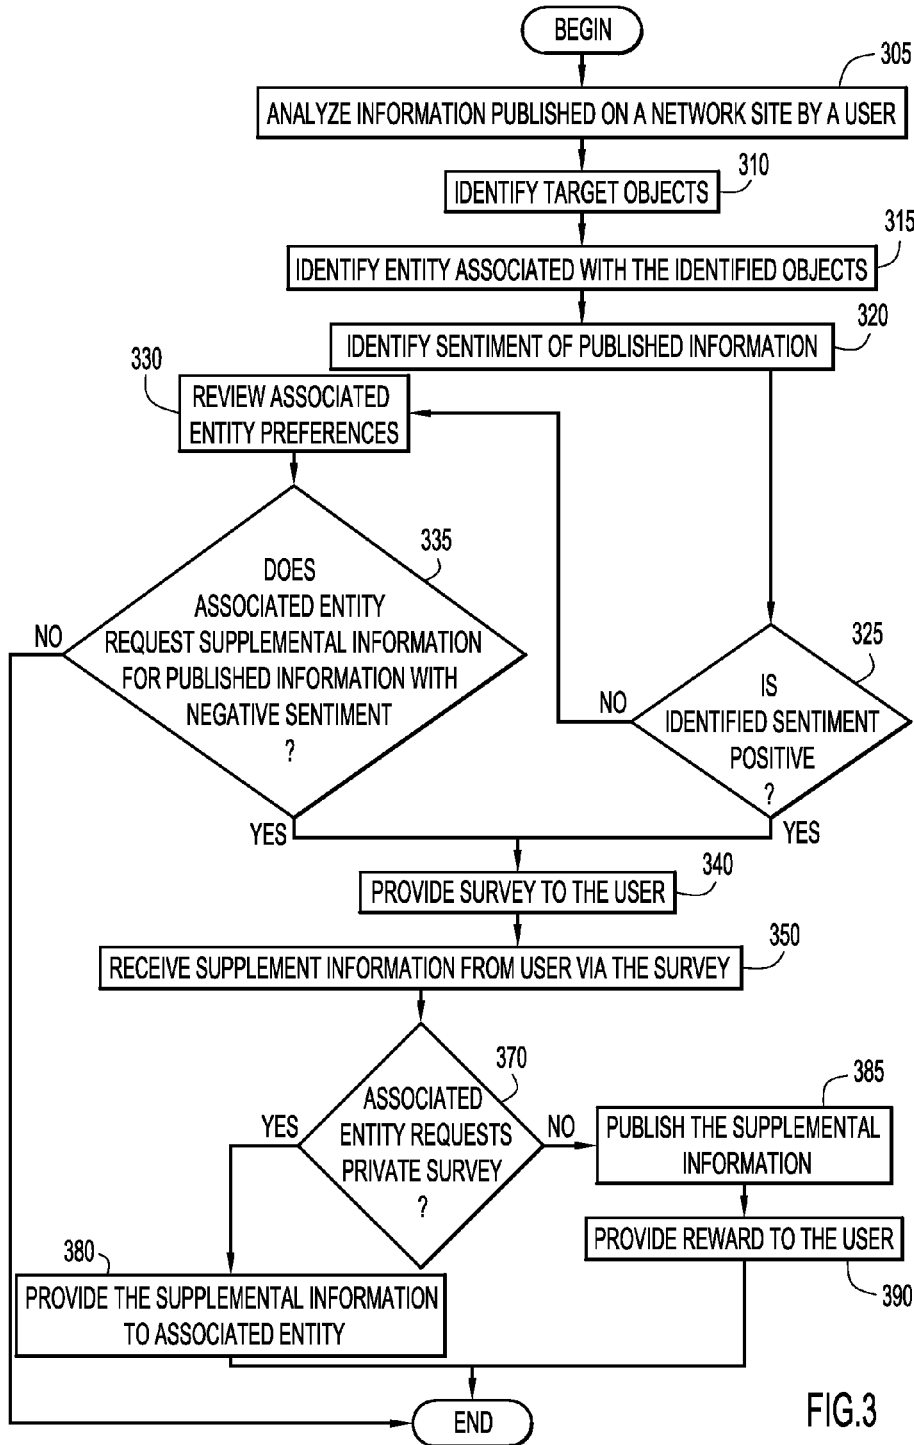 BEGIN
305
ANALYZE INFORMATION PUBLISHED ON A NETWORK SITE BY A USER
310
IDENTIFY TARGET OBJECTS
315
IDENTIFY ENTITY ASSOCIATED WITH THE IDENTIFIED OBJECTS
320
IDENTIFY SENTIMENT OF PUBLISHED INFORMATION
330
REVIEW ASSOCIATED
ENTITY PREFERENCES
335
DOES
ASSOCIATED ENTITY
REQUEST SUPPLEMENTAL INFORMATION
FOR PUBLISHED INFORMATION WITH
NEGATIVE SENTIMENT
?
NO
YES
325
IS
IDENTIFIED SENTIMENT
POSITIVE
?
NO
YES
340
PROVIDE SURVEY TO THE USER
350
RECEIVE SUPPLEMENT INFORMATION FROM USER VIA THE SURVEY
370
ASSOCIATED
ENTITY REQUESTS
PRIVATE SURVEY
?
YES
NO
385
PUBLISH THE SUPPLEMENTAL
INFORMATION
PROVIDE REWARD TO THE USER
390
380
PROVIDE THE SUPPLEMENTAL INFORMATION
TO ASSOCIATED ENTITY
END
FIG.3